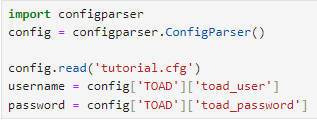 import configparser
config = configparser.ConfigParser()

config.read('tutorial.cfg')
username = config['TOAD']['toad_user']
password = config['TOAD']['toad_password']